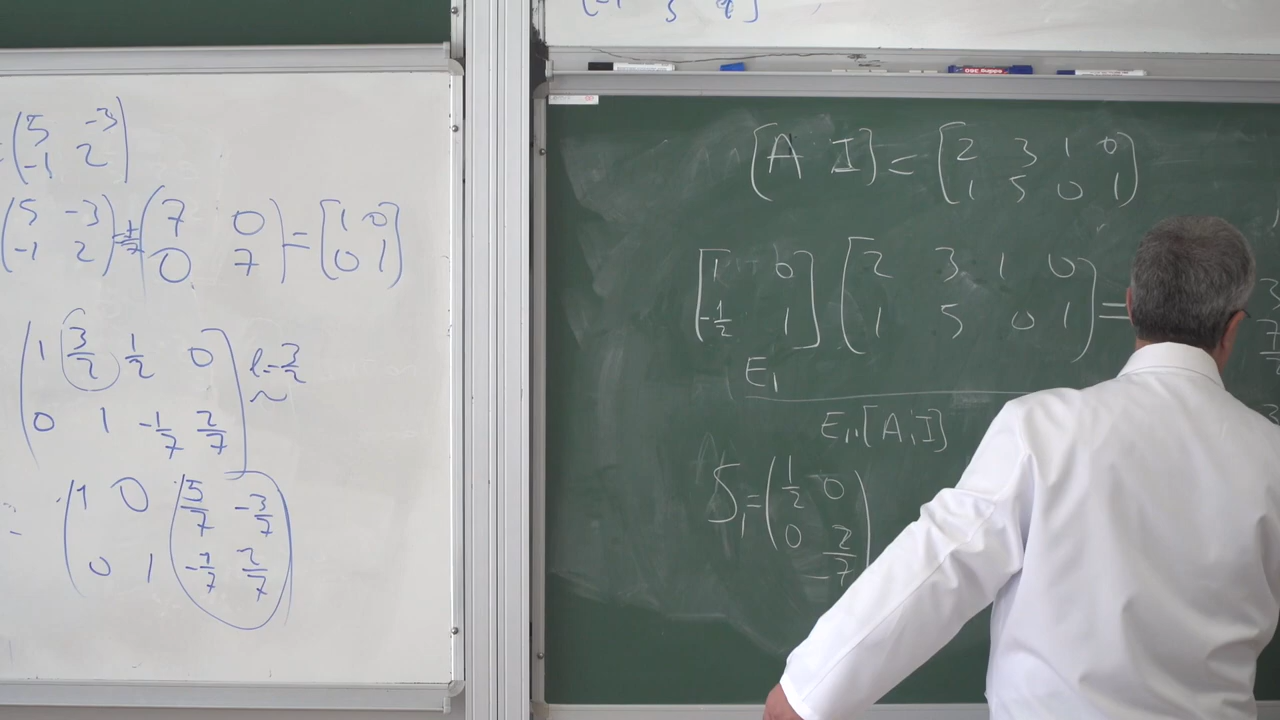 (5 -3
-1 2)
(5 -3
-1 2) 1/7 (7 0
0 7) = [1 0
0 1]
(1 3/2 1/2 0
0 1 -1/7 2/7) l=3/2
~
(1 0 5/7 -3/7
0 1 -1/7 2/7)
[A I] = [2 3 1 0
1 5 0 1]
[1 0
-1/2 1] [2 3 1 0
1 5 0 1] =
E₁
E₁[A,I]
S₁ = (1/2 0
0 2/7)